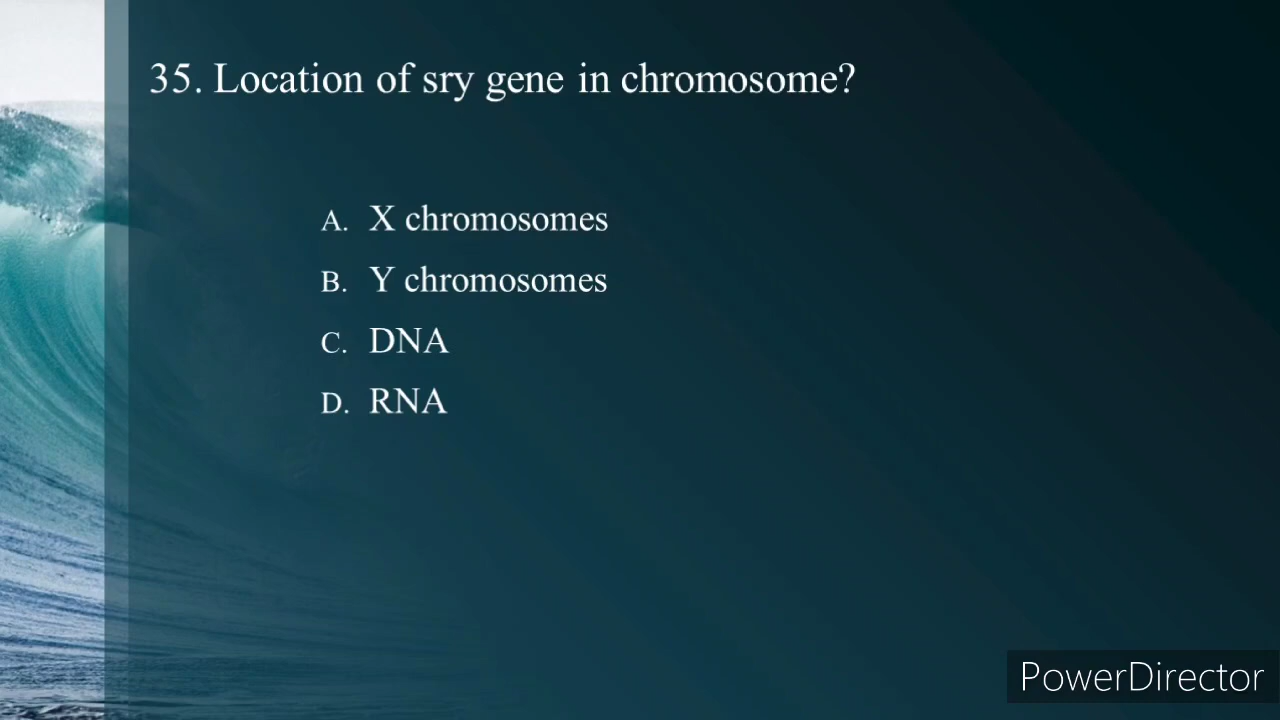 35. Location of sry gene in chromosome?
A. X chromosomes
B. Y chromosomes
C. DNA
D. RNA
PowerDirector